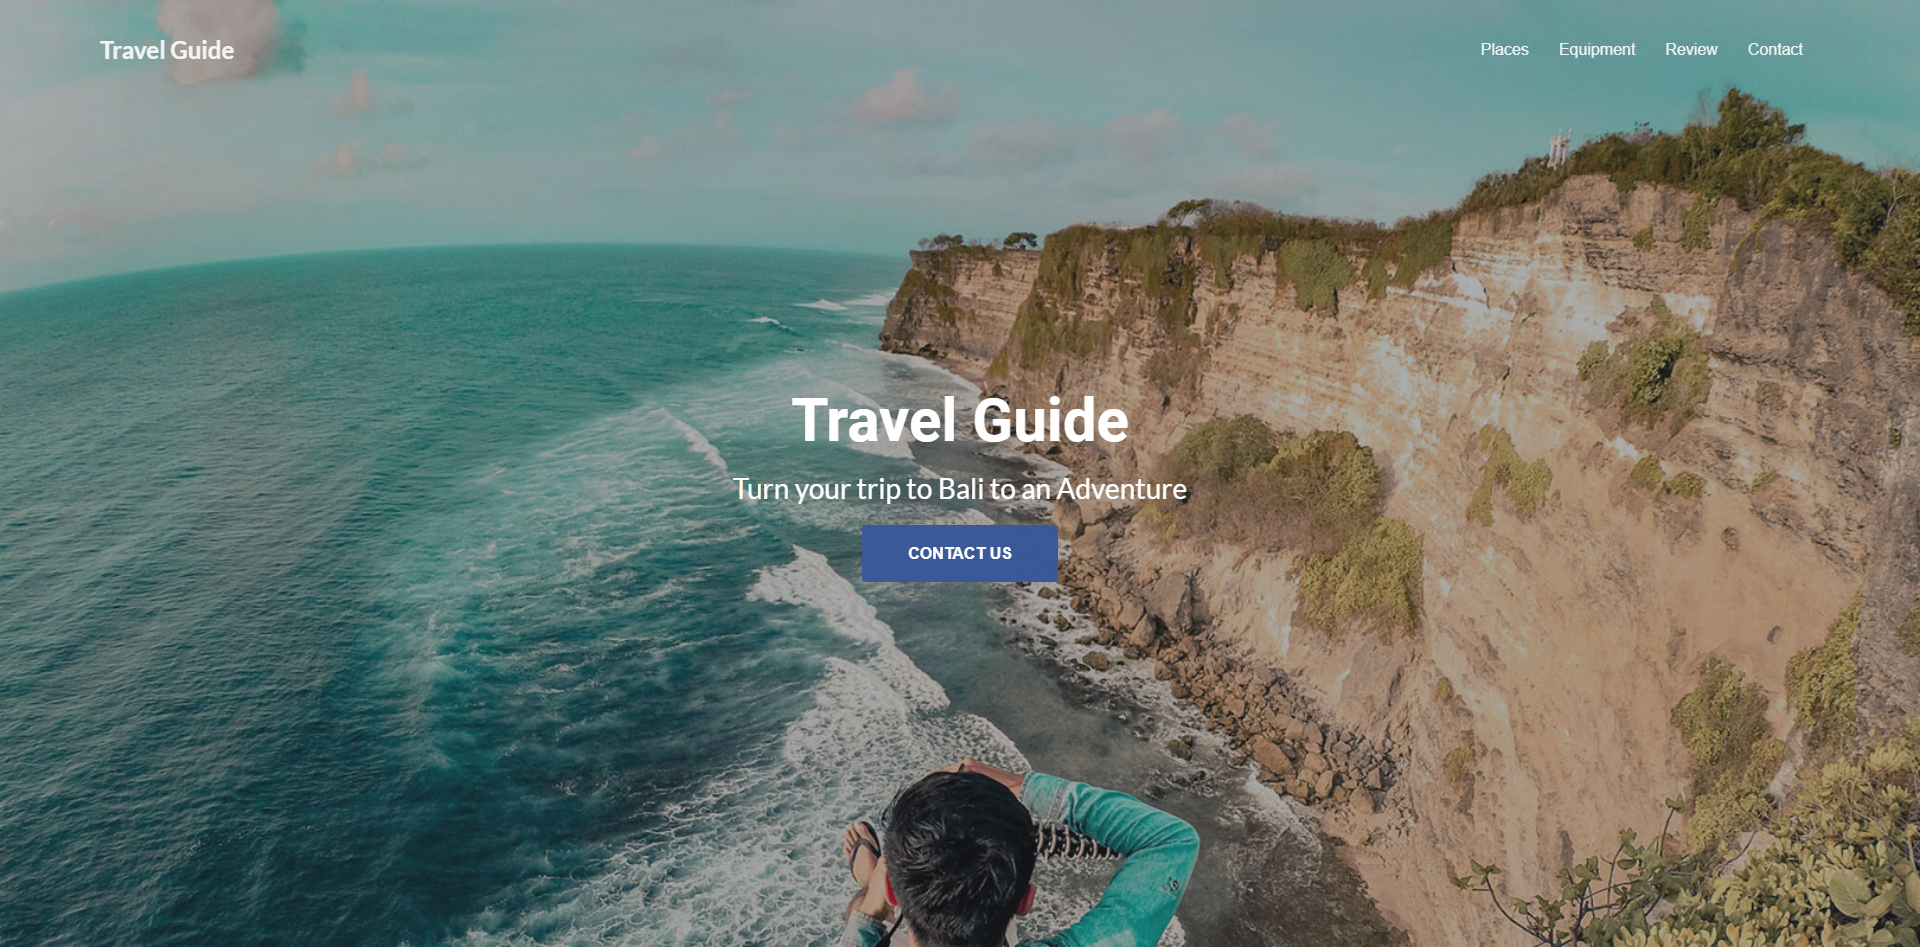 Travel Guide
Places
Equipment
Review
Contact
Travel Guide
Turn your trip to Bali to an Adventure
CONTACT US